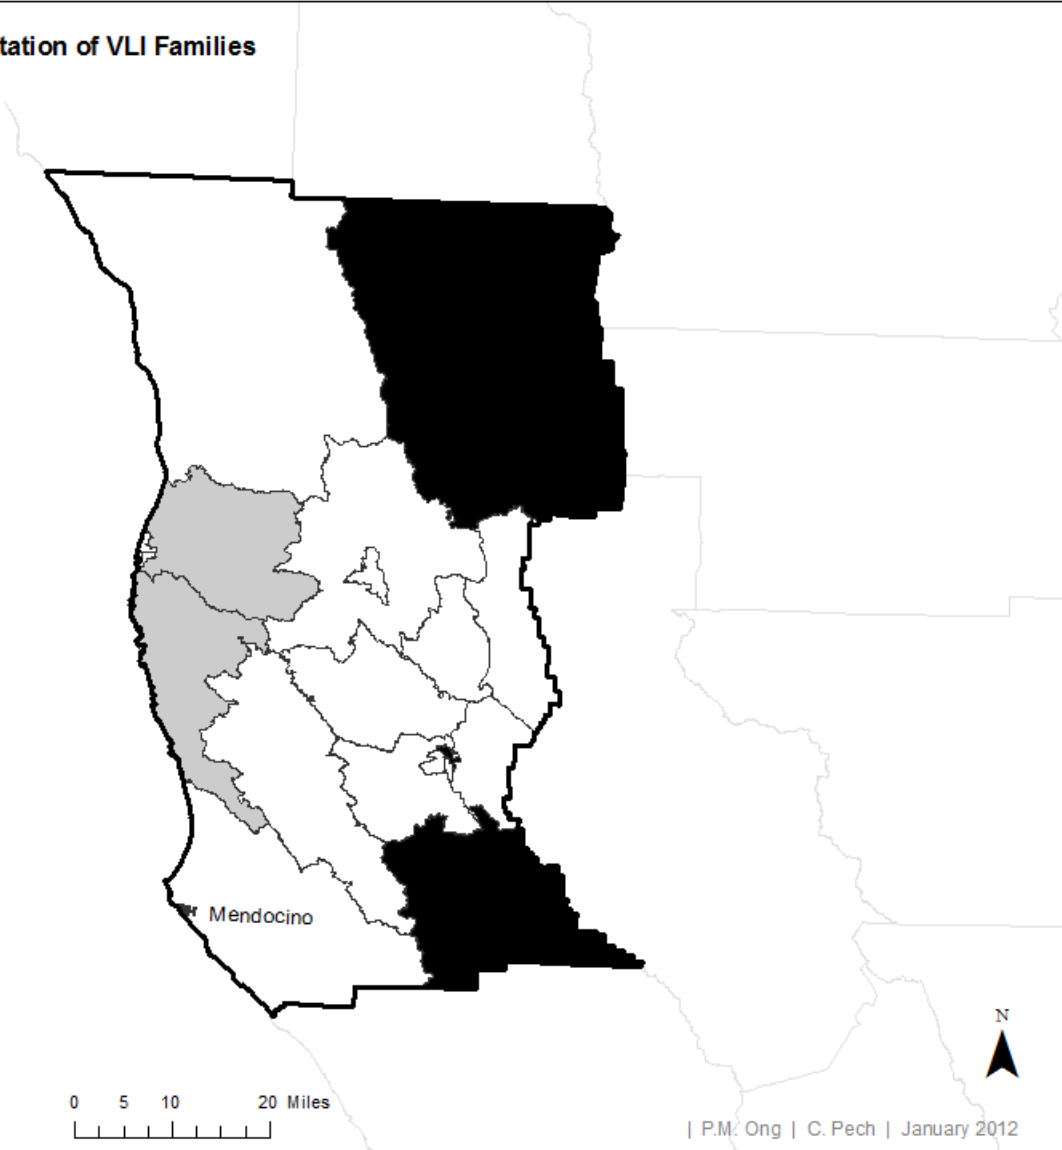 tation of VLI Families
Mendocino
N
0 5 10 20 Miles
| P.M. Ong | C. Pech | January 2012